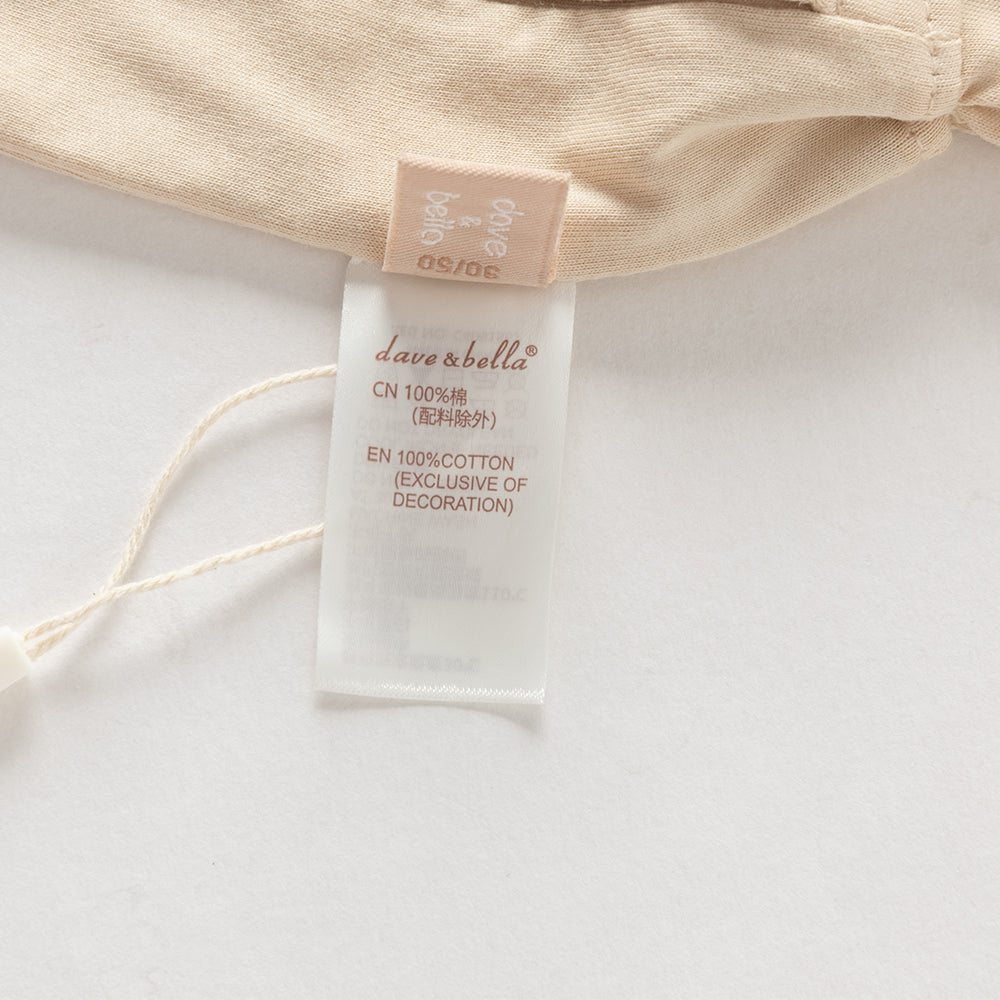 dave
&
bella
90/50
dave & bella®
CN 100%棉
(配料除外)
EN 100%COTTON
(EXCLUSIVE OF
DECORATION)